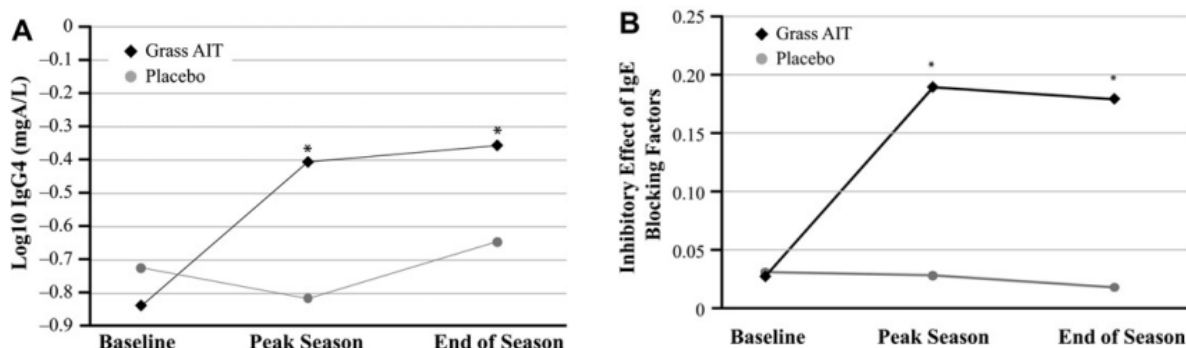 A
Log10 IgG4 (mgA/L)
0
–0.1
–0.2
–0.3
–0.4
–0.5
–0.6
–0.7
–0.8
–0.9
Grass AIT
Placebo
*
*
Baseline
Peak Season
End of Season
B
Inhibitory Effect of IgE
Blocking Factors
0.25
0.20
0.15
0.10
0.05
0
Grass AIT
Placebo
*
*
Baseline
Peak Season
End of Season